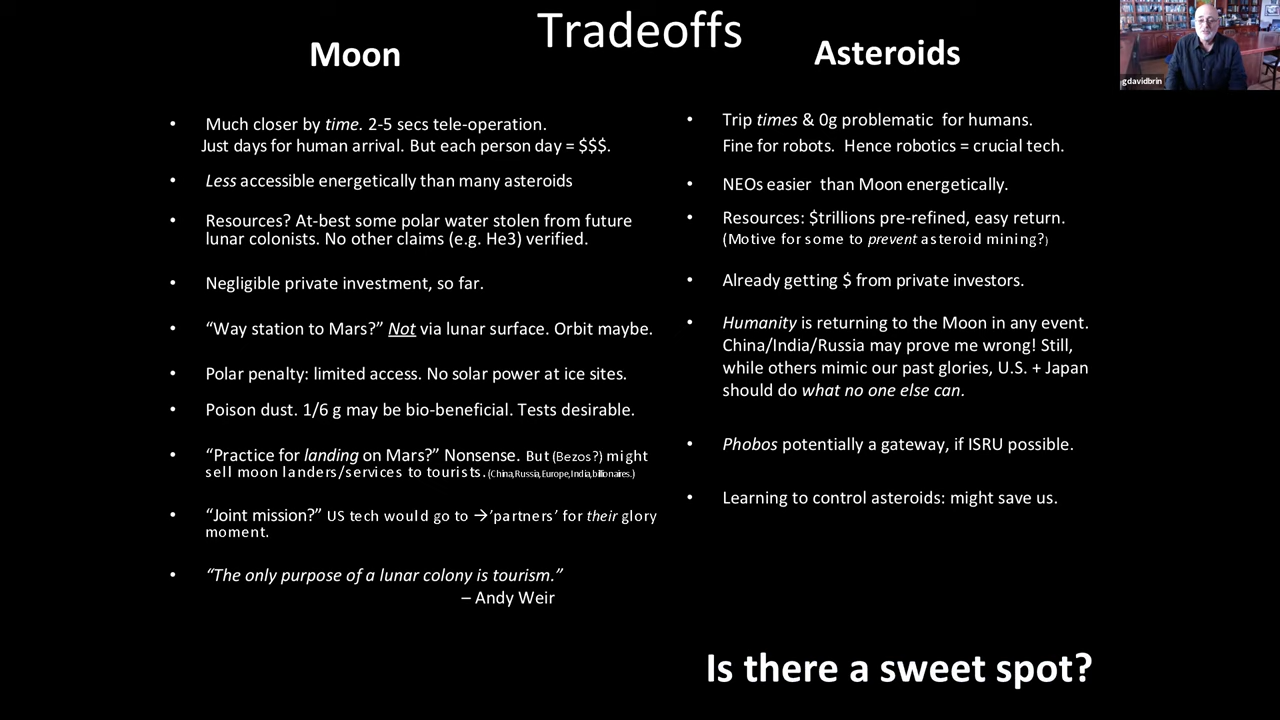 Tradeoffs
Moon
• Much closer by time. 2-5 secs tele-operation.
Just days for human arrival. But each person day = $$$.
• Less accessible energetically than many asteroids
• Resources? At-best some polar water stolen from future
lunar colonists. No other claims (e.g. He3) verified.
• Negligible private investment, so far.
• “Way station to Mars?” Not via lunar surface. Orbit maybe.
• Polar penalty: limited access. No solar power at ice sites.
• Poison dust. 1/6 g may be bio-beneficial. Tests desirable.
• “Practice for landing on Mars?” Nonsense. But (Bezos?) might
sell moon landers/services to tourists. (China,Russia,Europe,India,billionaires.)
• “Joint mission?” US tech would go to →’partners’ for their glory
moment.
• “The only purpose of a lunar colony is tourism.”
– Andy Weir
Asteroids
• Trip times & 0g problematic for humans.
Fine for robots. Hence robotics = crucial tech.
• NEOs easier than Moon energetically.
• Resources: $trillions pre-refined, easy return.
(Motive for some to prevent asteroid mining?)
• Already getting $ from private investors.
• Humanity is returning to the Moon in any event.
China/India/Russia may prove me wrong! Still,
while others mimic our past glories, U.S. + Japan
should do what no one else can.
• Phobos potentially a gateway, if ISRU possible.
• Learning to control asteroids: might save us.
Is there a sweet spot?
gdavidbrin